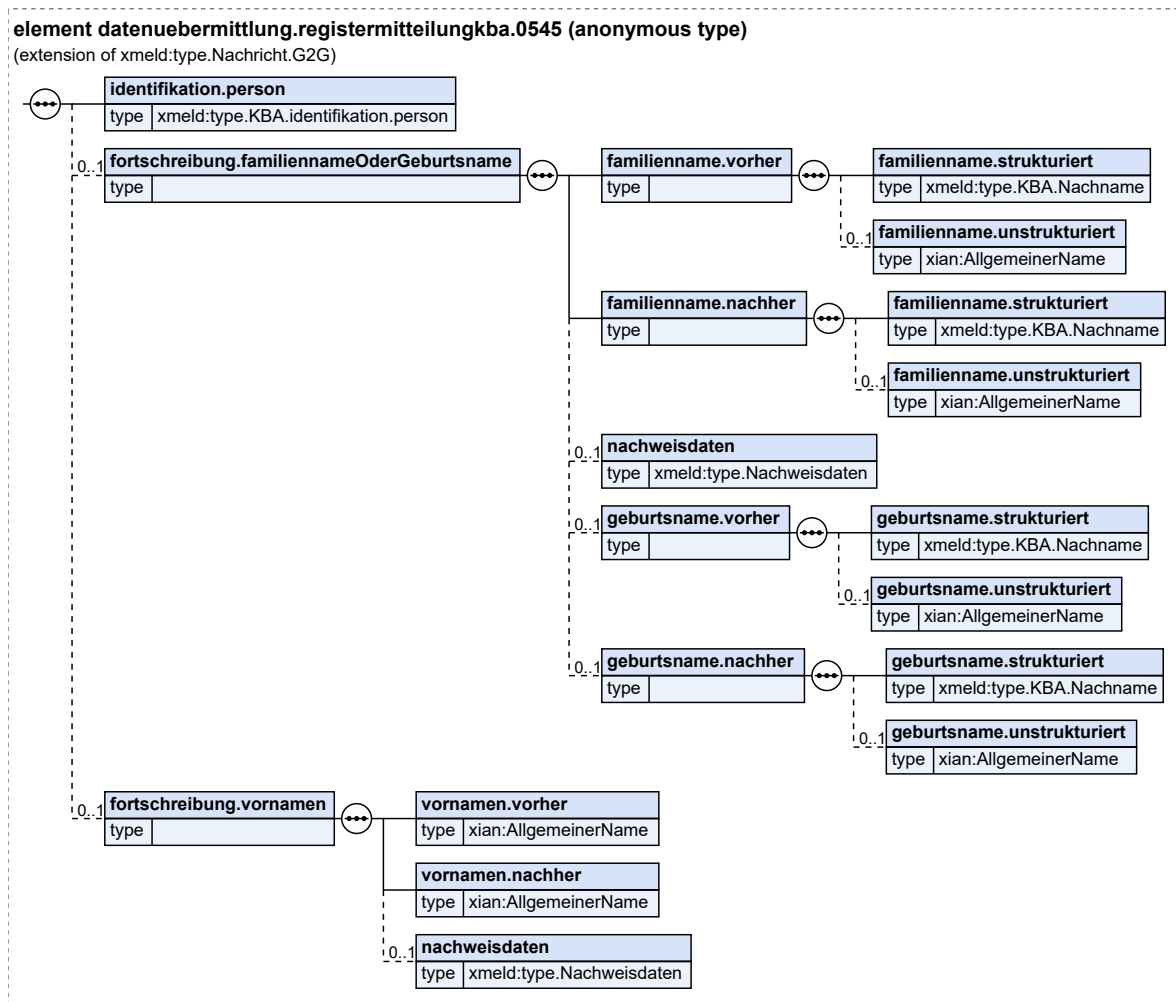 element datenuebermittlung.registermitteilungkba.0545 (anonymous type)
(extension of xmeld:type.Nachricht.G2G)
identifikation.person
type xmeld:type.KBA.identifikation.person
0..1 fortschreibung.familiennameOderGeburtsname
type
familienname.vorher
type
familienname.strukturiert
type xmeld:type.KBA.Nachname
0..1 familienname.unstrukturiert
type xian:AllgemeinerName
familienname.nachher
type
familienname.strukturiert
type xmeld:type.KBA.Nachname
0..1 familienname.unstrukturiert
type xian:AllgemeinerName
0..1 nachweisdaten
type xmeld:type.Nachweisdaten
0..1 geburtsname.vorher
type
geburtsname.strukturiert
type xmeld:type.KBA.Nachname
0..1 geburtsname.unstrukturiert
type xian:AllgemeinerName
0..1 geburtsname.nachher
type
geburtsname.strukturiert
type xmeld:type.KBA.Nachname
0..1 geburtsname.unstrukturiert
type xian:AllgemeinerName
0..1 fortschreibung.vornamen
type
vornamen.vorher
type xian:AllgemeinerName
vornamen.nachher
type xian:AllgemeinerName
0..1 nachweisdaten
type xmeld:type.Nachweisdaten